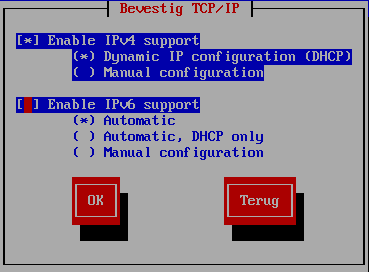 Bevestig TCP/IP
[*] Enable IPv4 support
(*) Dynamic IP configuration (DHCP)
( ) Manual configuration
[ ] Enable IPv6 support
(*) Automatic
( ) Automatic, DHCP only
( ) Manual configuration
OK Terug